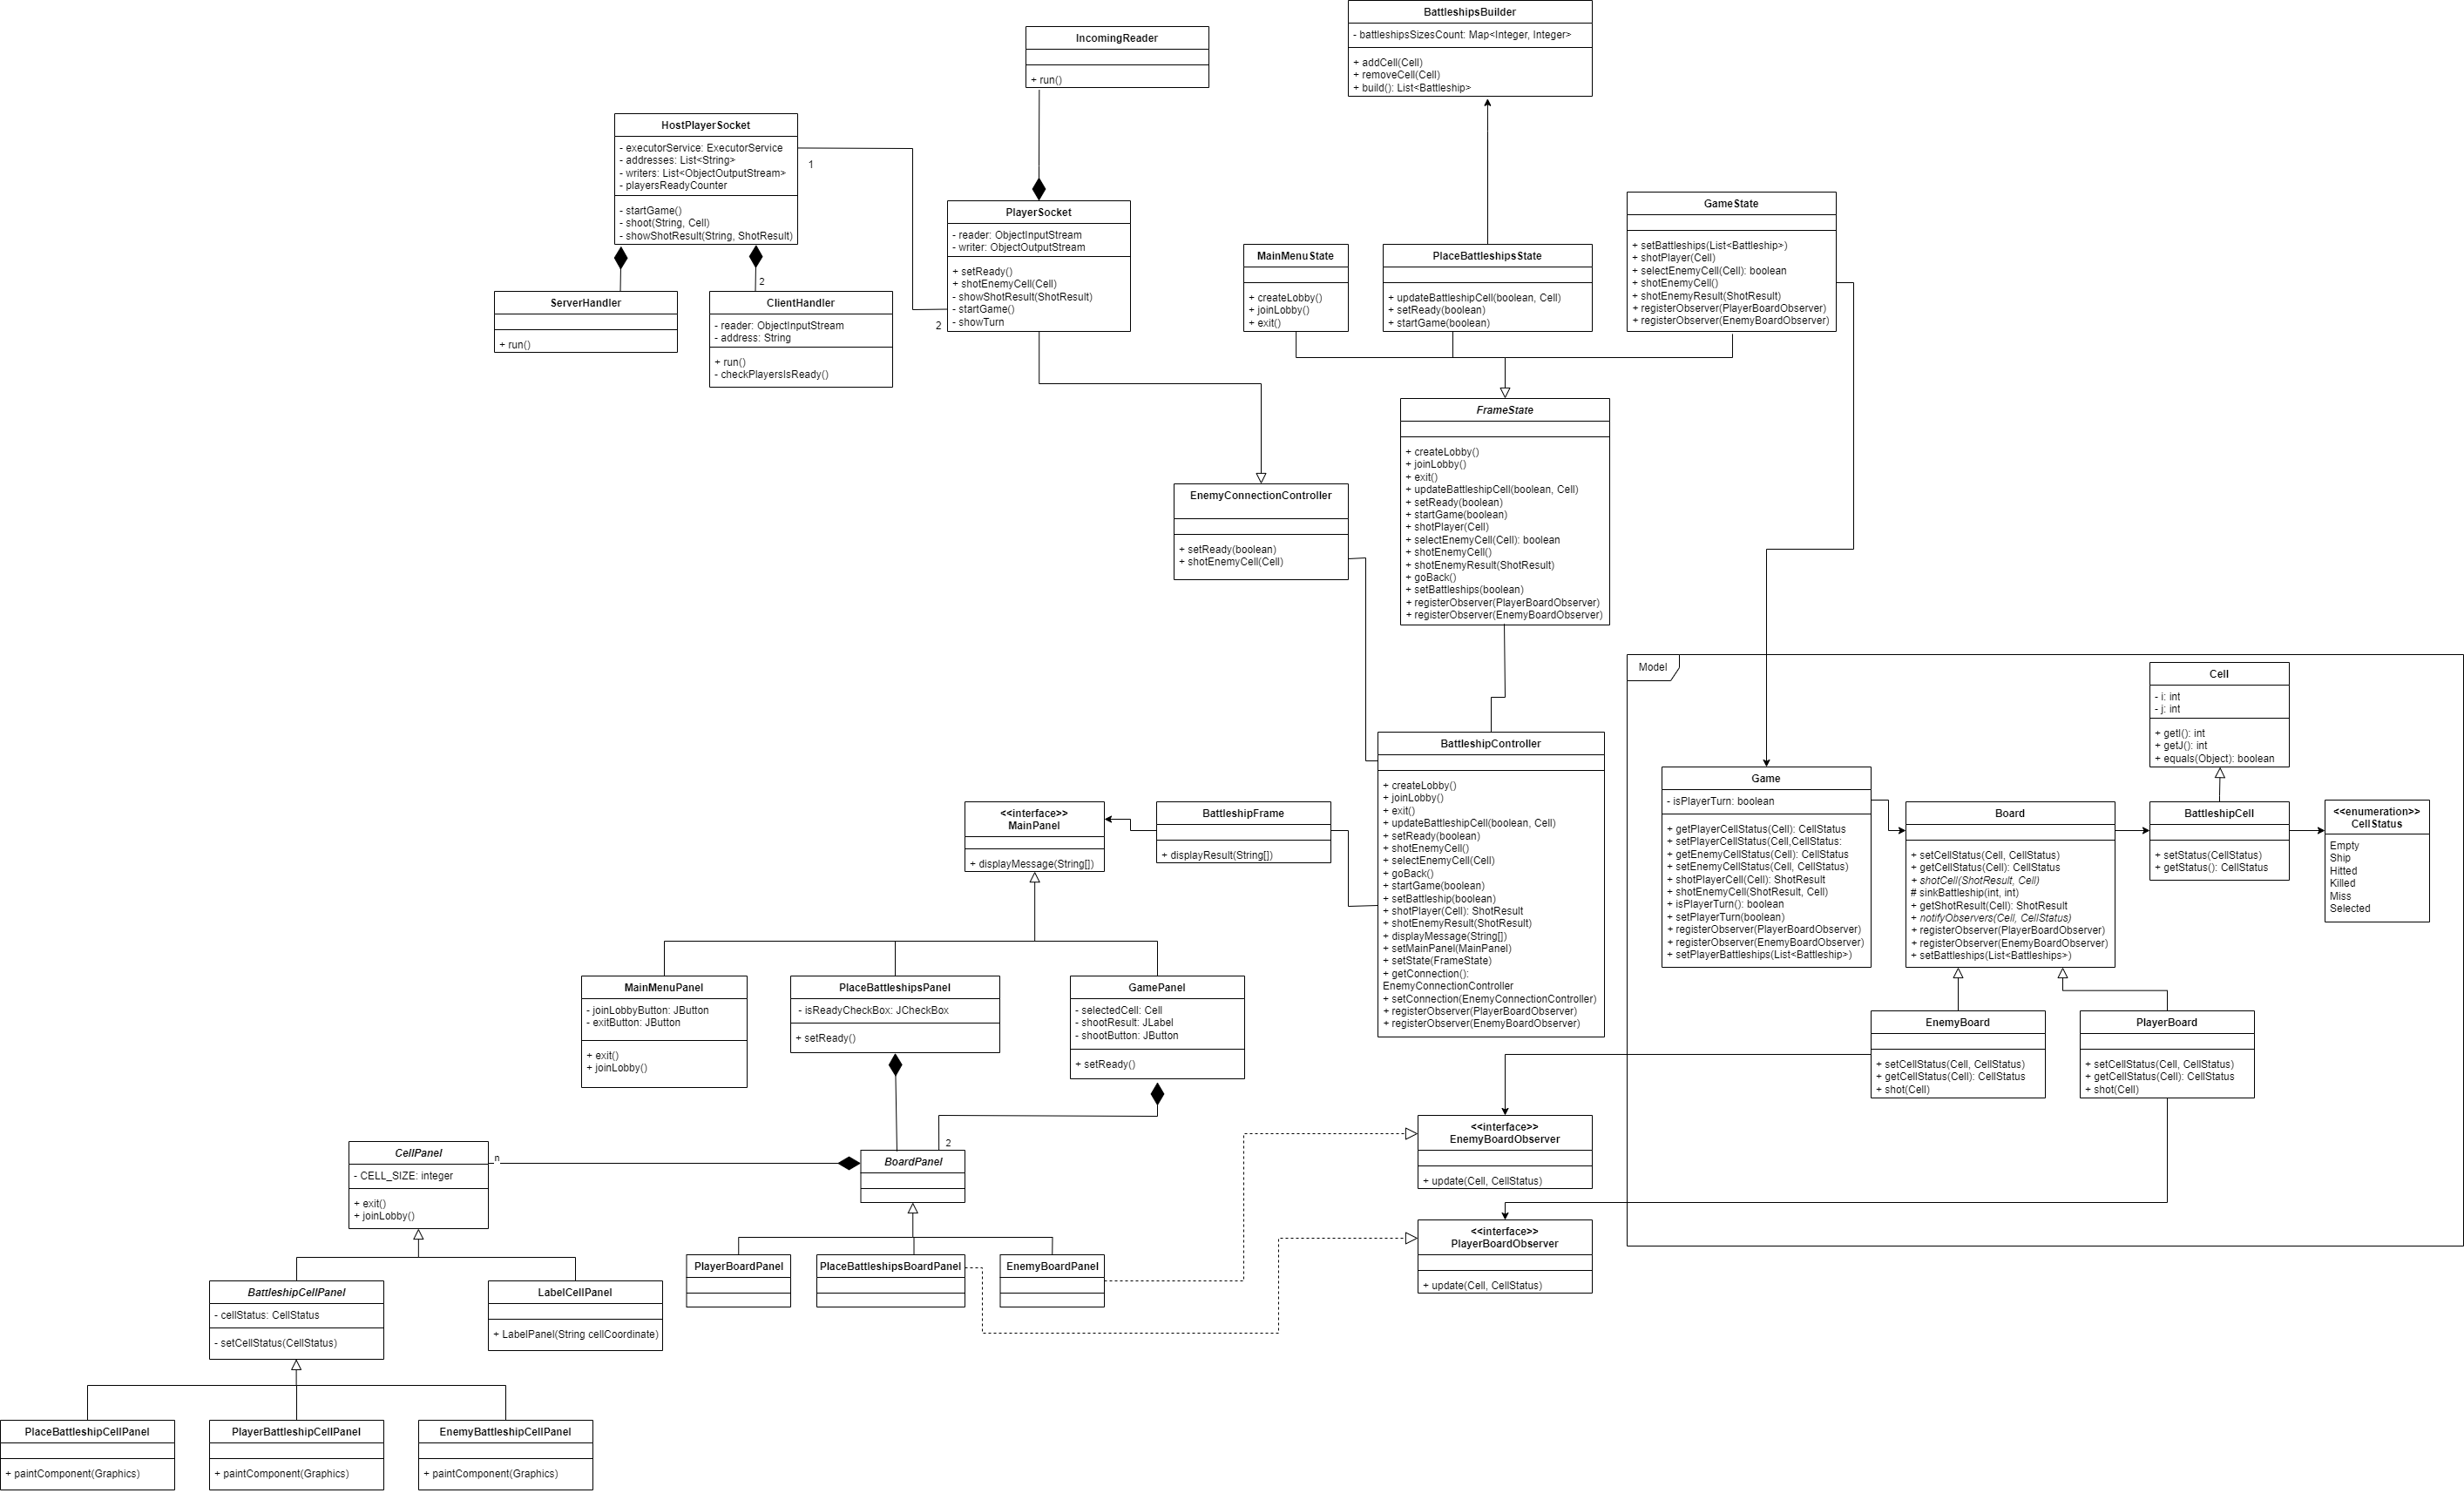 BattleshipsBuilder
- battleshipsSizesCount: Map<Integer, Integer>
+ addCell(Cell)
+ removeCell(Cell)
+ build(): List<Battleship>
IncomingReader
+ run()
HostPlayerSocket
- executorService: ExecutorService
- addresses: List<String>
- writers: List<ObjectOutputStream>
- playersReadyCounter
- startGame()
- shoot(String, Cell)
- showShotResult(String, ShotResult)
1
2
2
ServerHandler
+ run()
ClientHandler
- reader: ObjectInputStream
- address: String
+ run()
- checkPlayersIsReady()
PlayerSocket
- reader: ObjectInputStream
- writer: ObjectOutputStream
+ setReady()
+ shotEnemyCell(Cell)
- showShotResult(ShotResult)
- startGame()
- showTurn
MainMenuState
+ createLobby()
+ joinLobby()
+ exit()
PlaceBattleshipsState
+ updateBattleshipCell(boolean, Cell)
+ setReady(boolean)
+ startGame(boolean)
GameState
+ setBattleships(List<Battleship>)
+ shotPlayer(Cell)
+ selectEnemyCell(Cell): boolean
+ shotEnemyCell()
+ shotEnemyResult(ShotResult)
+ registerObserver(PlayerBoardObserver)
+ registerObserver(EnemyBoardObserver)
FrameState
+ createLobby()
+ joinLobby()
+ exit()
+ updateBattleshipCell(boolean, Cell)
+ setReady(boolean)
+ startGame(boolean)
+ shotPlayer(Cell)
+ selectEnemyCell(Cell): boolean
+ shotEnemyCell()
+ shotEnemyResult(ShotResult)
+ goBack()
+ setBattleships(boolean)
+ registerObserver(PlayerBoardObserver)
+ registerObserver(EnemyBoardObserver)
EnemyConnectionController
+ setReady(boolean)
+ shotEnemyCell(Cell)
Model
Cell
- i: int
- j: int
+ getI(): int
+ getJ(): int
+ equals(Object): boolean
BattleshipController
+ createLobby()
+ joinLobby()
+ exit()
+ updateBattleshipCell(boolean, Cell)
+ setReady(boolean)
+ shotEnemyCell()
+ selectEnemyCell(Cell)
+ goBack()
+ startGame(boolean)
+ setBattleship(boolean)
+ shotPlayer(Cell): ShotResult
+ shotEnemyResult(ShotResult)
+ displayMessage(String[])
+ setMainPanel(MainPanel)
+ setState(FrameState)
+ getConnection():
EnemyConnectionController
+ setConnection(EnemyConnectionController)
+ registerObserver(PlayerBoardObserver)
+ registerObserver(EnemyBoardObserver)
Game
- isPlayerTurn: boolean
+ getPlayerCellStatus(Cell): CellStatus
+ setPlayerCellStatus(Cell,CellStatus:
+ getEnemyCellStatus(Cell): CellStatus
+ setEnemyCellStatus(Cell, CellStatus)
+ shotPlayerCell(Cell): ShotResult
+ shotEnemyCell(ShotResult, Cell)
+ isPlayerTurn(): boolean
+ setPlayerTurn(boolean)
+ registerObserver(PlayerBoardObserver)
+ registerObserver(EnemyBoardObserver)
+ setPlayerBattleships(List<Battleship>)
Board
+ setCellStatus(Cell, CellStatus)
+ getCellStatus(Cell): CellStatus
+ shotCell(ShotResult, Cell)
# sinkBattleship(int, int)
+ getShotResult(Cell): ShotResult
+ notifyObservers(Cell, CellStatus)
+ registerObserver(PlayerBoardObserver)
+ registerObserver(EnemyBoardObserver)
+ setBattleships(List<Battleships>)
BattleshipCell
+ setStatus(CellStatus)
+ getStatus(): CellStatus
<<enumeration>>
CellStatus
Empty
Ship
Hitted
Killed
Miss
Selected
<<interface>>
MainPanel
+ displayMessage(String[])
BattleshipFrame
+ displayResult(String[])
MainMenuPanel
- joinLobbyButton: JButton
- exitButton: JButton
+ exit()
+ joinLobby()
PlaceBattleshipsPanel
- isReadyCheckBox: JCheckBox
+ setReady()
GamePanel
- selectedCell: Cell
- shootResult: JLabel
- shootButton: JButton
+ setReady()
EnemyBoard
+ setCellStatus(Cell, CellStatus)
+ getCellStatus(Cell): CellStatus
+ shot(Cell)
PlayerBoard
+ setCellStatus(Cell, CellStatus)
+ getCellStatus(Cell): CellStatus
+ shot(Cell)
<<interface>>
EnemyBoardObserver
+ update(Cell, CellStatus)
<<interface>>
PlayerBoardObserver
+ update(Cell, CellStatus)
CellPanel
- CELL_SIZE: integer
+ exit()
+ joinLobby()
n
2
BoardPanel
PlayerBoardPanel
PlaceBattleshipsBoardPanel
EnemyBoardPanel
BattleshipCellPanel
- cellStatus: CellStatus
- setCellStatus(CellStatus)
LabelCellPanel
+ LabelPanel(String cellCoordinate)
PlaceBattleshipCellPanel
+ paintComponent(Graphics)
PlayerBattleshipCellPanel
+ paintComponent(Graphics)
EnemyBattleshipCellPanel
+ paintComponent(Graphics)